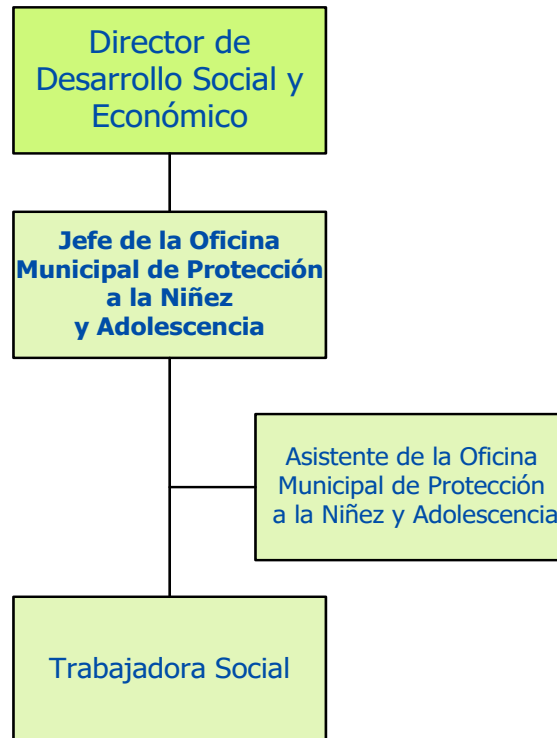 Director de
Desarrollo Social y
Económico
Jefe de la Oficina
Municipal de Protección
a la Niñez
y Adolescencia
Asistente de la Oficina
Municipal de Protección
a la Niñez y Adolescencia
Trabajadora Social